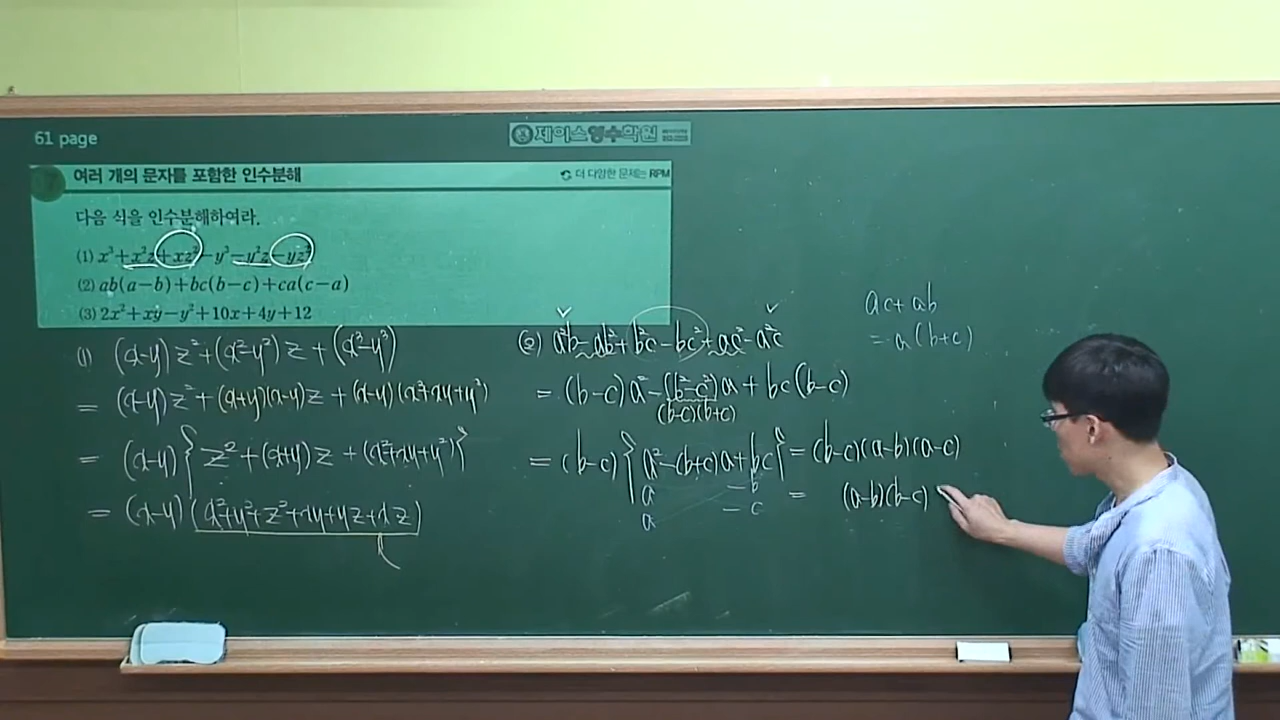 61 page
제이스영수학원
여러 개의 문자를 포함한 인수분해
더 다양한 문제는 RPM
다음 식을 인수분해하여라.
(1) x³+x²z+xz²-y³-y²z-yz²
(2) ab(a-b)+bc(b-c)+ca(c-a)
(3) 2x²+xy-y²+10x+4y+12
(1) (x-y)z²+(x²-y²)z+(x³-y³)
= (x-y)z²+(x+y)(x-y)z+(x-y)(x²+xy+y²)
= (x-y){z²+(x+y)z+(x²+xy+y²)}
= (x-y)(x²+y²+z²+xy+yz+xz)
(2) a²b-ab²+b²c-bc²+ac²-a²c
= (b-c)a²-(b²-c²)a+bc(b-c)
(b-c)(b+c)
= (b-c){a²-(b+c)a+bc}=(b-c)(a-b)(a-c)
a -b
a -c
= (a-b)(b-c)
ac+ab
=a(b+c)